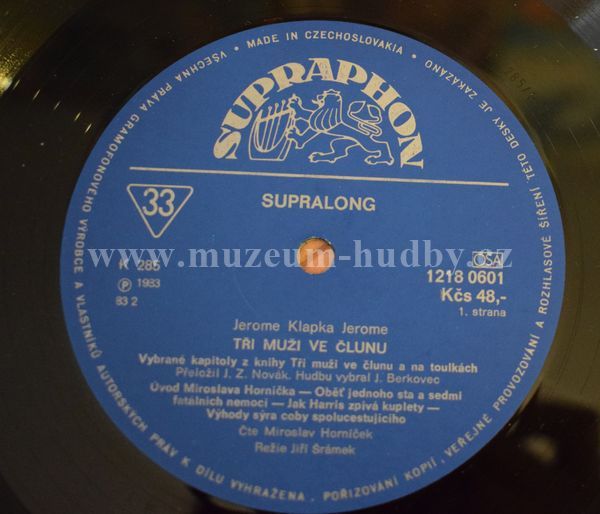 • MADE IN CZECHOSLOVAKIA •
VŠECHNA PRÁVA GRAMOFONOVÉHO VÝROBCE A VLASTNÍKŮ AUTORSKÝCH PRÁV K DÍLU VYHRAŽENA. POŘIZOVÁNÍ KOPIÍ, VEŘEJNÉ PROVOZOVÁNÍ A ROZHLASOVÉ ŠÍŘENÍ TÉTO DESKY JE ZAKÁZÁNO
SUPRAPHON
33
SUPRALONG
www.muzeum-hudby.cz
K 285
OSA
℗ 1983
1218 0601
83 2
Kčs 48,-
1. strana
Jerome Klapka Jerome
TŘI MUŽI VE ČLUNU
Vybrané kapitoly z knihy Tři muži ve člunu a na toulkách
Přeložil J. Z. Novák. Hudbu vybral J. Berkovec
Úvod Miroslava Horníčka — Oběť jednoho sta a sedmi
fatálních nemocí — Jak Harris zpívá kuplety —
Výhody sýra coby spolucestujícího
Čte Miroslav Horníček
Režie Jiří Šrámek